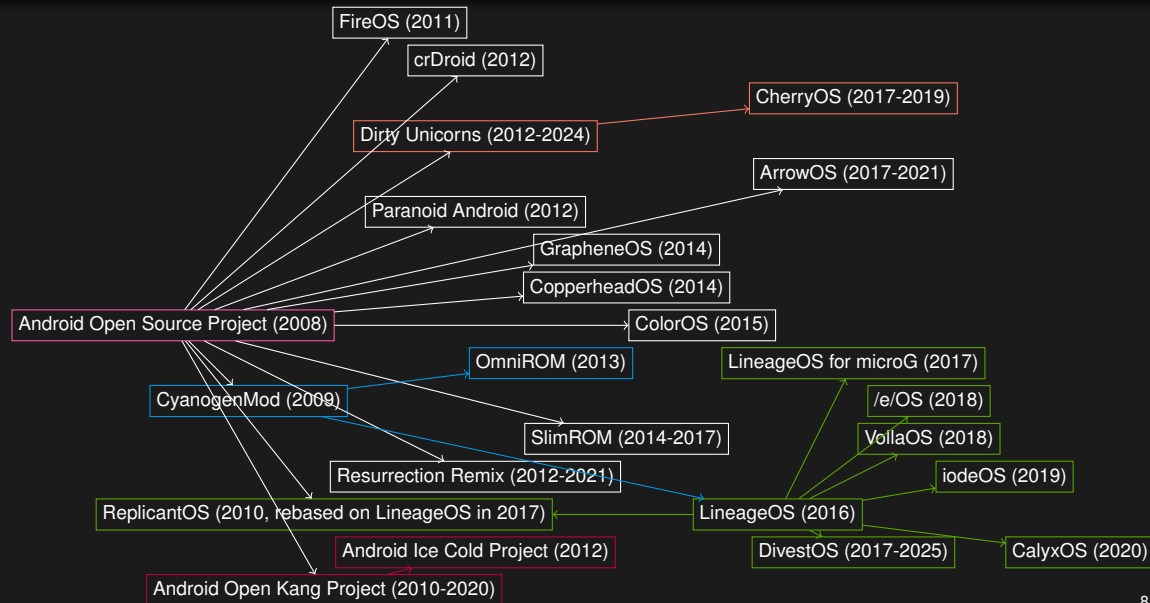 FireOS (2011)
crDroid (2012)
CherryOS (2017-2019)
Dirty Unicorns (2012-2024)
ArrowOS (2017-2021)
Paranoid Android (2012)
GrapheneOS (2014)
CopperheadOS (2014)
Android Open Source Project (2008)
ColorOS (2015)
OmniROM (2013)
LineageOS for microG (2017)
CyanogenMod (2009)
/e/OS (2018)
SlimROM (2014-2017)
VollaOS (2018)
Resurrection Remix (2012-2021)
iodeOS (2019)
ReplicantOS (2010, rebased on LineageOS in 2017)
LineageOS (2016)
Android Ice Cold Project (2012)
DivestOS (2017-2025)
CalyxOS (2020)
Android Open Kang Project (2010-2020)
8